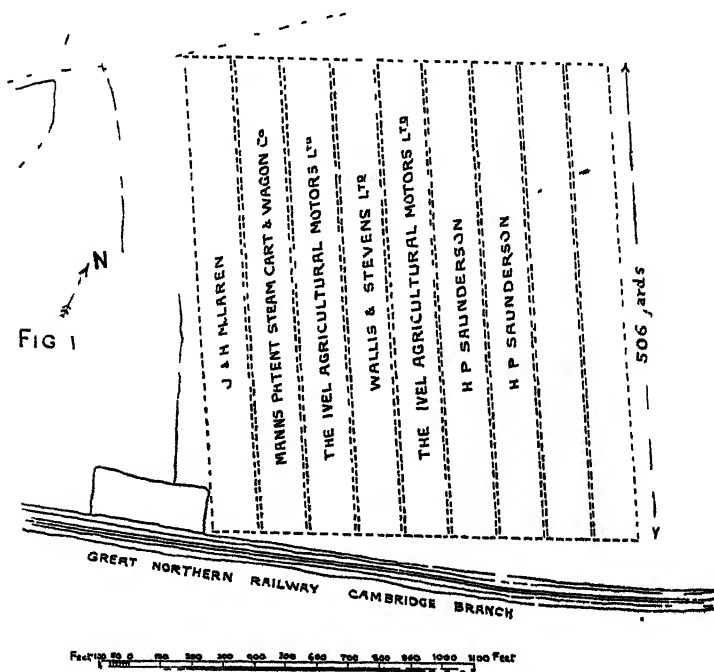 N
FIG 1
J & H McLAREN
MANNS PATENT STEAM CART & WAGON Co
THE IVEL AGRICULTURAL MOTORS LTD
WALLIS & STEVENS LTD
THE IVEL AGRICULTURAL MOTORS LTD
H P SAUNDERSON
H P SAUNDERSON
506 yards
GREAT NORTHERN RAILWAY CAMBRIDGE BRANCH
Feet 100 50 0 100 200 300 400 500 600 700 800 900 1000 1100 Feet